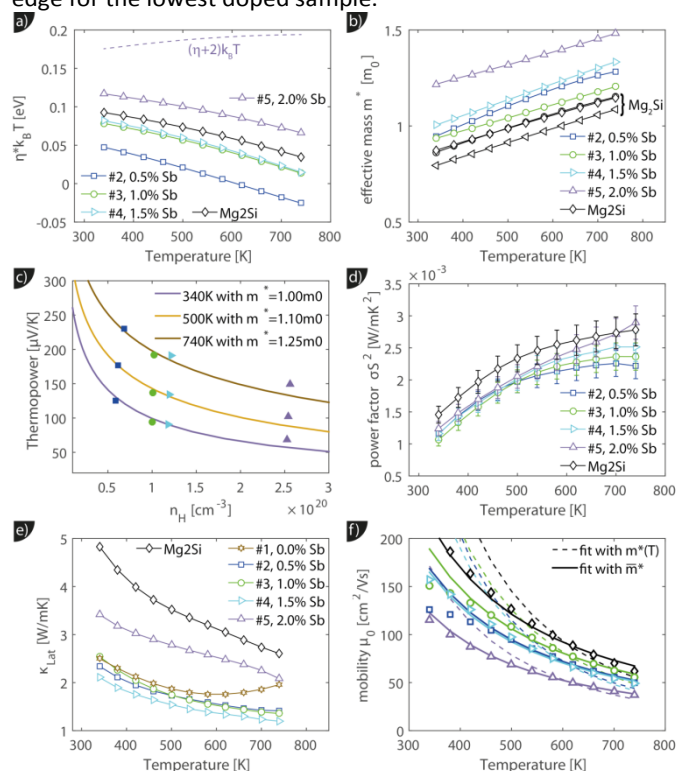 edge for the lowest doped sample.
a)
0.2
0.15
0.1
0.05
0
-0.05
η*k_BT [eV]
(η+2)k_BT
#5, 2.0% Sb
#2, 0.5% Sb
#3, 1.0% Sb
#4, 1.5% Sb
Mg2Si
300 400 500 600 700 800
Temperature [K]
b)
1.5
1
0.5
effective mass m* [m_0]
Mg_2Si
#2, 0.5% Sb
#3, 1.0% Sb
#4, 1.5% Sb
#5, 2.0% Sb
Mg2Si
300 400 500 600 700 800
Temperature [K]
c)
300
250
200
150
100
50
0
Thermopower [μV/K]
340K with m*=1.00m0
500K with m*=1.10m0
740K with m*=1.25m0
0.5 1 1.5 2 2.5 3
n_H [cm⁻³] × 10²⁰
d)
×10⁻³
3.5
3
2.5
2
1.5
1
0.5
0
power factor σS² [W/mK²]
#2, 0.5% Sb
#3, 1.0% Sb
#4, 1.5% Sb
#5, 2.0% Sb
Mg2Si
300 400 500 600 700 800
Temperature [K]
e)
5
4
3
2
1
κ_Lat [W/mK]
Mg2Si
#1, 0.0% Sb
#2, 0.5% Sb
#3, 1.0% Sb
#4, 1.5% Sb
#5, 2.0% Sb
300 400 500 600 700 800
Temperature [K]
f)
200
150
100
50
0
mobility μ_0 [cm²/Vs]
fit with m*(T)
fit with m̅*
300 400 500 600 700 800
Temperature [K]